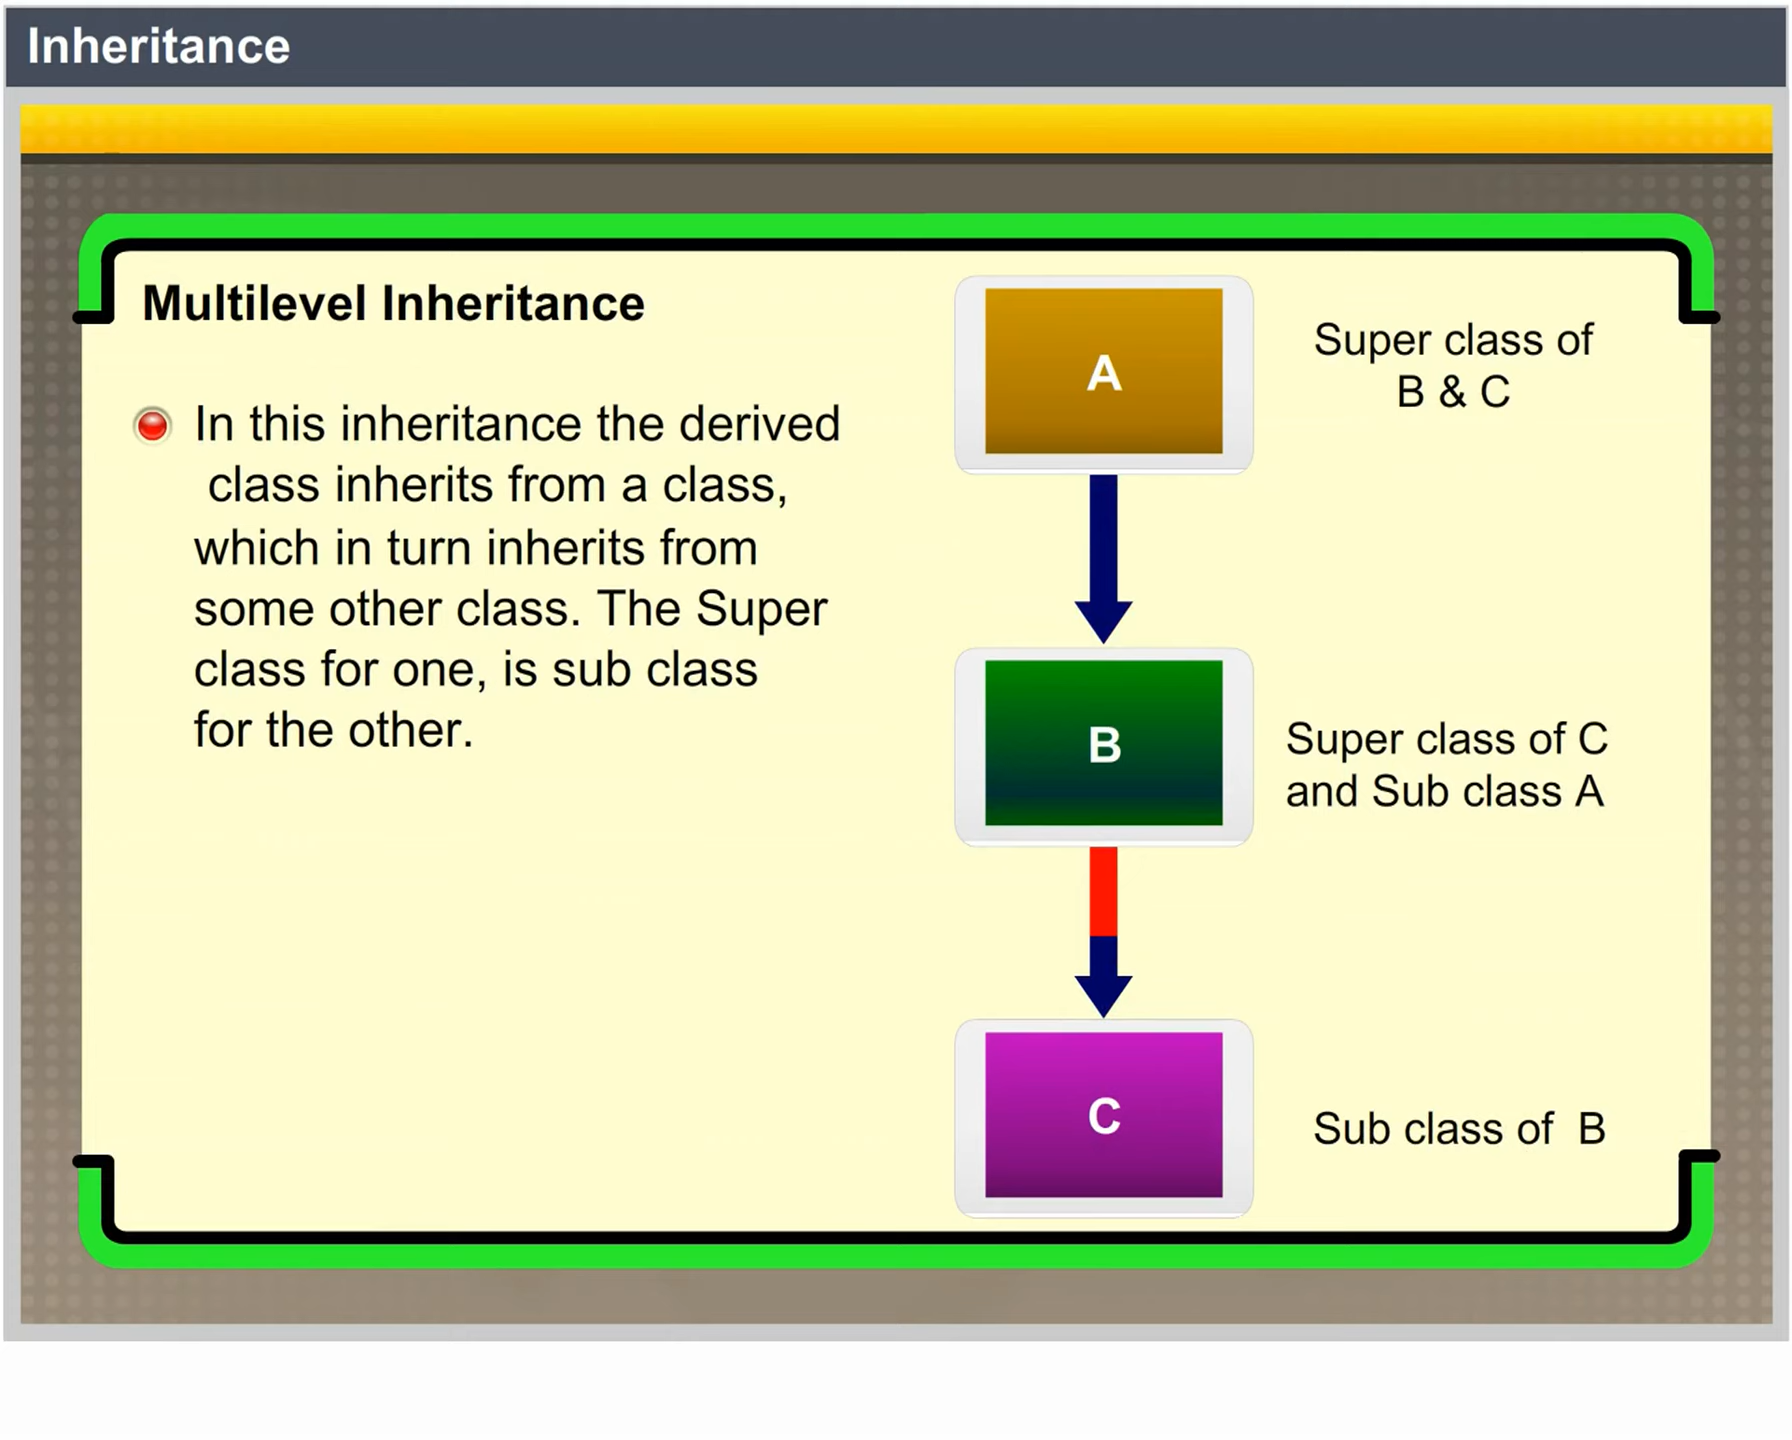 Inheritance
Multilevel Inheritance
In this inheritance the derived
class inherits from a class,
which in turn inherits from
some other class. The Super
class for one, is sub class
for the other.
A
Super class of
B & C
B
Super class of C
and Sub class A
C
Sub class of B